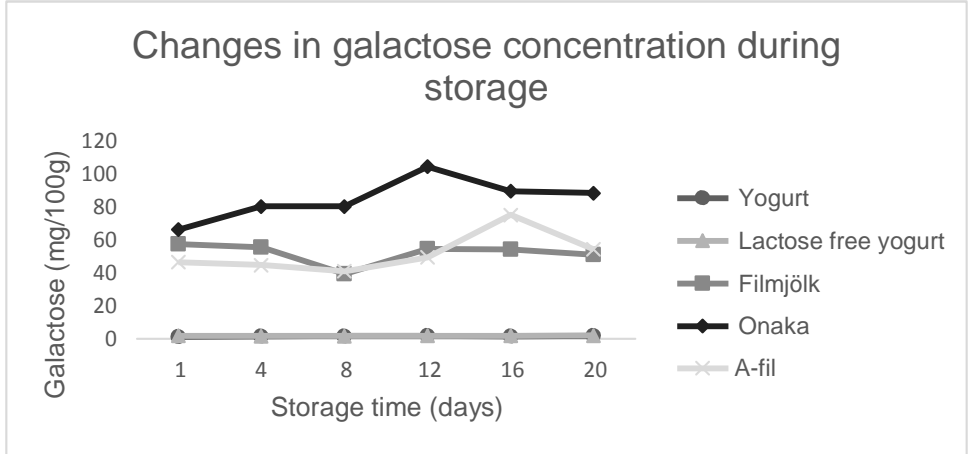 Changes in galactose concentration during
storage
Galactose (mg/100g)
120
100
80
60
40
20
0
1 4 8 12 16 20
Storage time (days)
Yogurt
Lactose free yogurt
Filmjölk
Onaka
A-fil